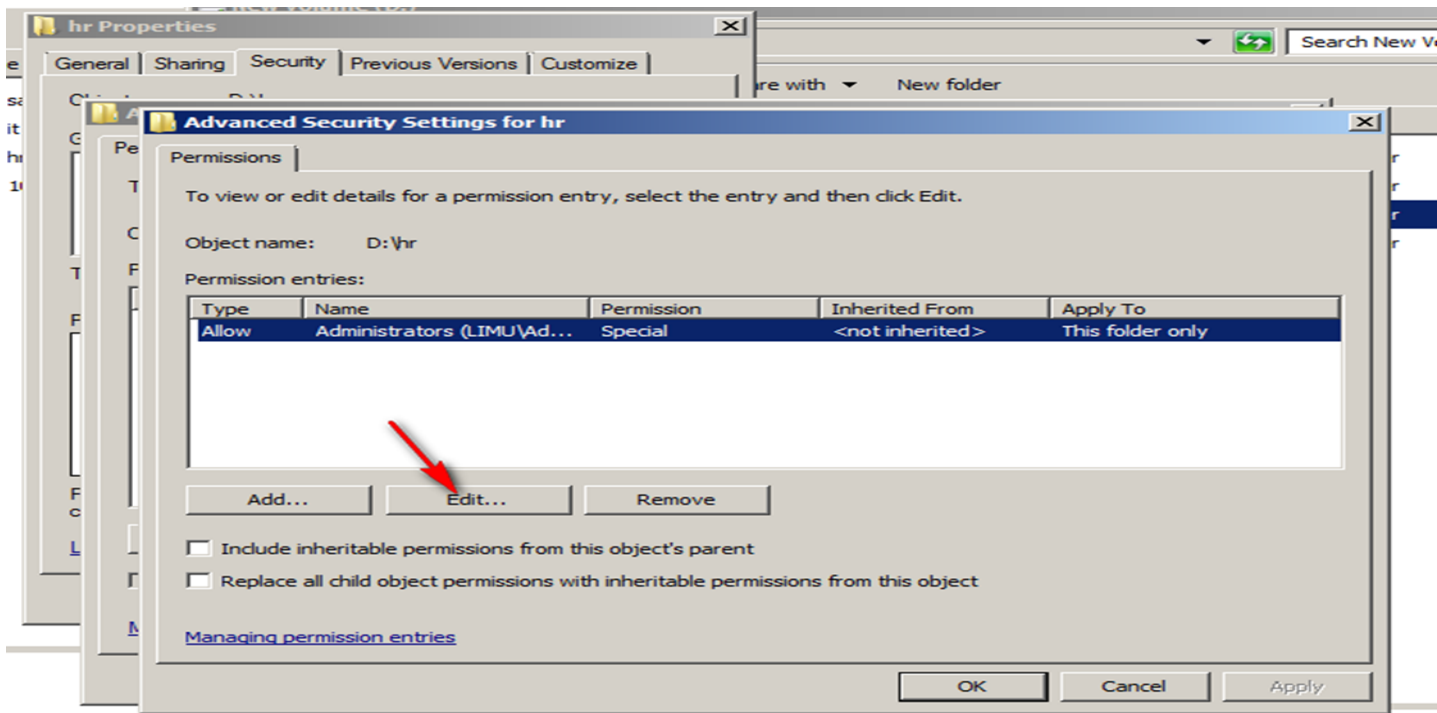 hr Properties
Search New V
General Sharing Security Previous Versions Customize
re with New folder
Advanced Security Settings for hr
Permissions
To view or edit details for a permission entry, select the entry and then click Edit.
Object name: D:\hr
Permission entries:
Type Name Permission Inherited From Apply To
Allow Administrators (LIMU\Ad... Special <not inherited> This folder only
Add... Edit... Remove
Include inheritable permissions from this object's parent
Replace all child object permissions with inheritable permissions from this object
Managing permission entries
OK Cancel Apply